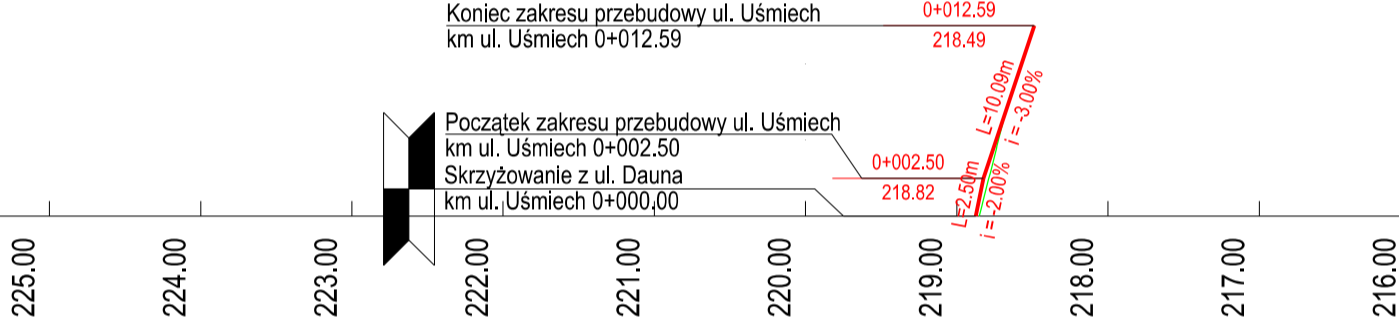 Koniec zakresu przebudowy ul. Uśmiech
km ul. Uśmiech 0+012.59
0+012.59
218.49
L=10.09m
i = -3.00%
Początek zakresu przebudowy ul. Uśmiech
km ul. Uśmiech 0+002.50
0+002.50
218.82
Skrzyżowanie z ul. Dauna
km ul. Uśmiech 0+000.00
L=2.50m
i = -2.00%
225.00
224.00
223.00
222.00
221.00
220.00
219.00
218.00
217.00
216.00